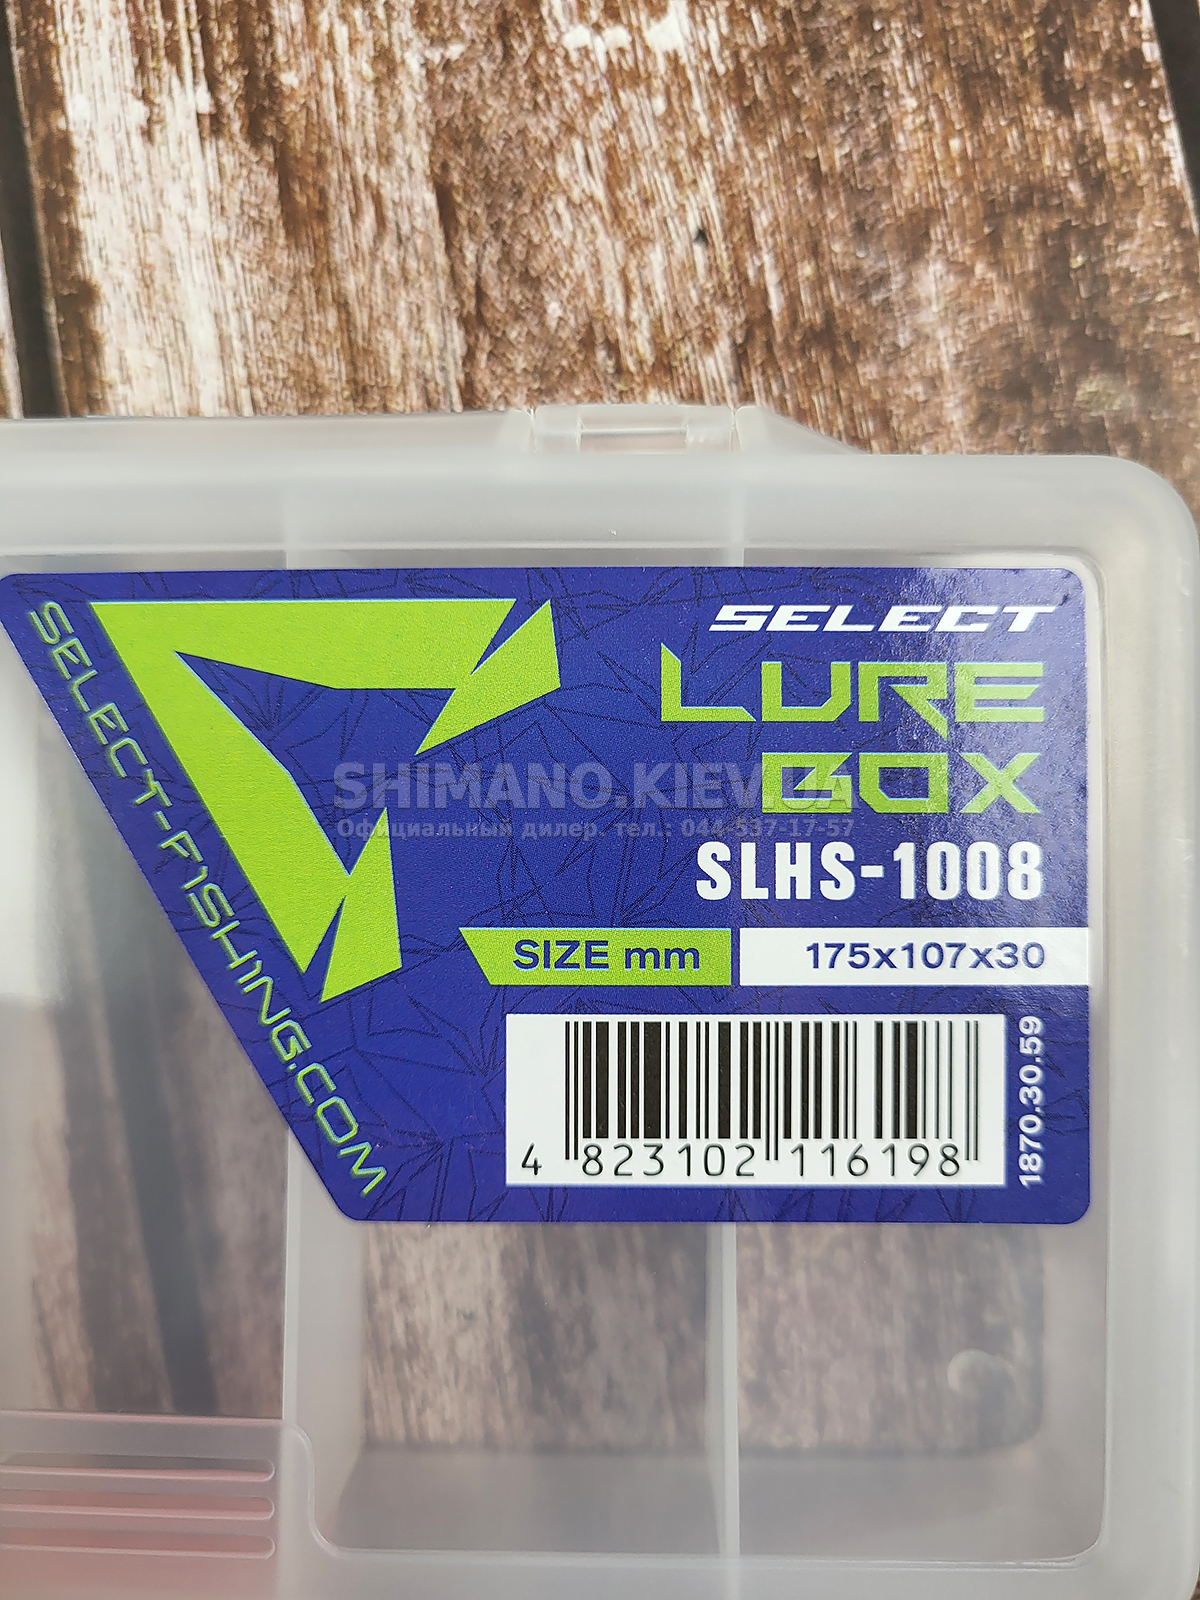 SELECT-FISHING.COM
SELECT
LURE
BOX
SHIMANO.KIEV.UA
Официальный дилер. тел.: 044-537-17-57
SLHS-1008
SIZE mm 175x107x30
4 823102 116198
1870.30.59